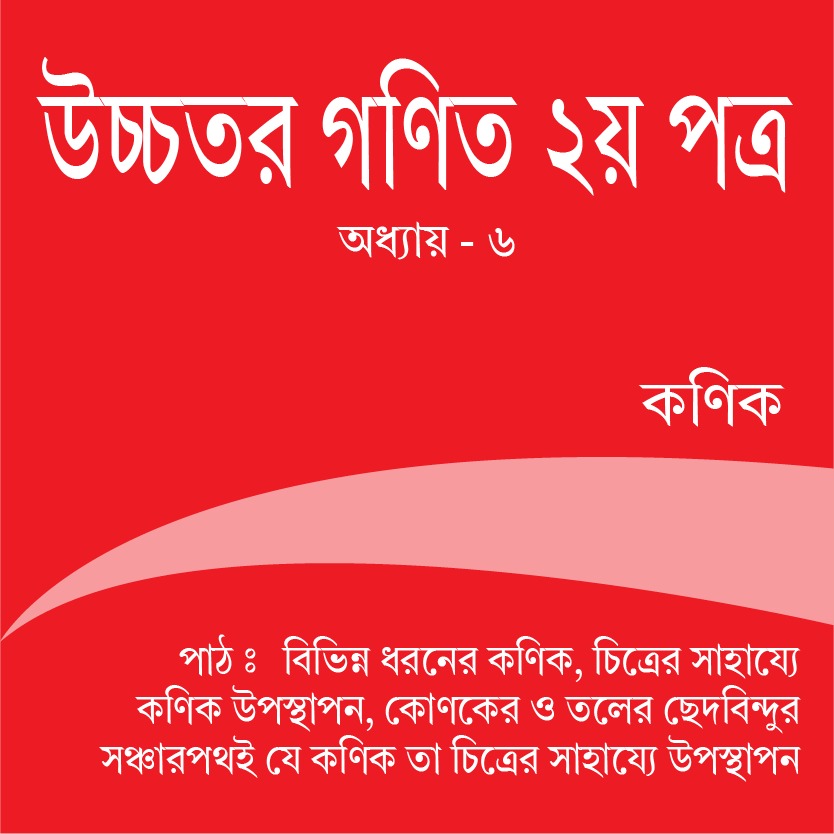 উচ্চতর গণিত ২য় পত্র
অধ্যায় - ৬
কণিক
পাঠ ঃ বিভিন্ন ধরনের কণিক, চিত্রের সাহায্যে
কণিক উপস্থাপন, কোণকের ও তলের ছেদবিন্দুর
সঞ্চারপথই যে কণিক তা চিত্রের সাহায্যে উপস্থাপন